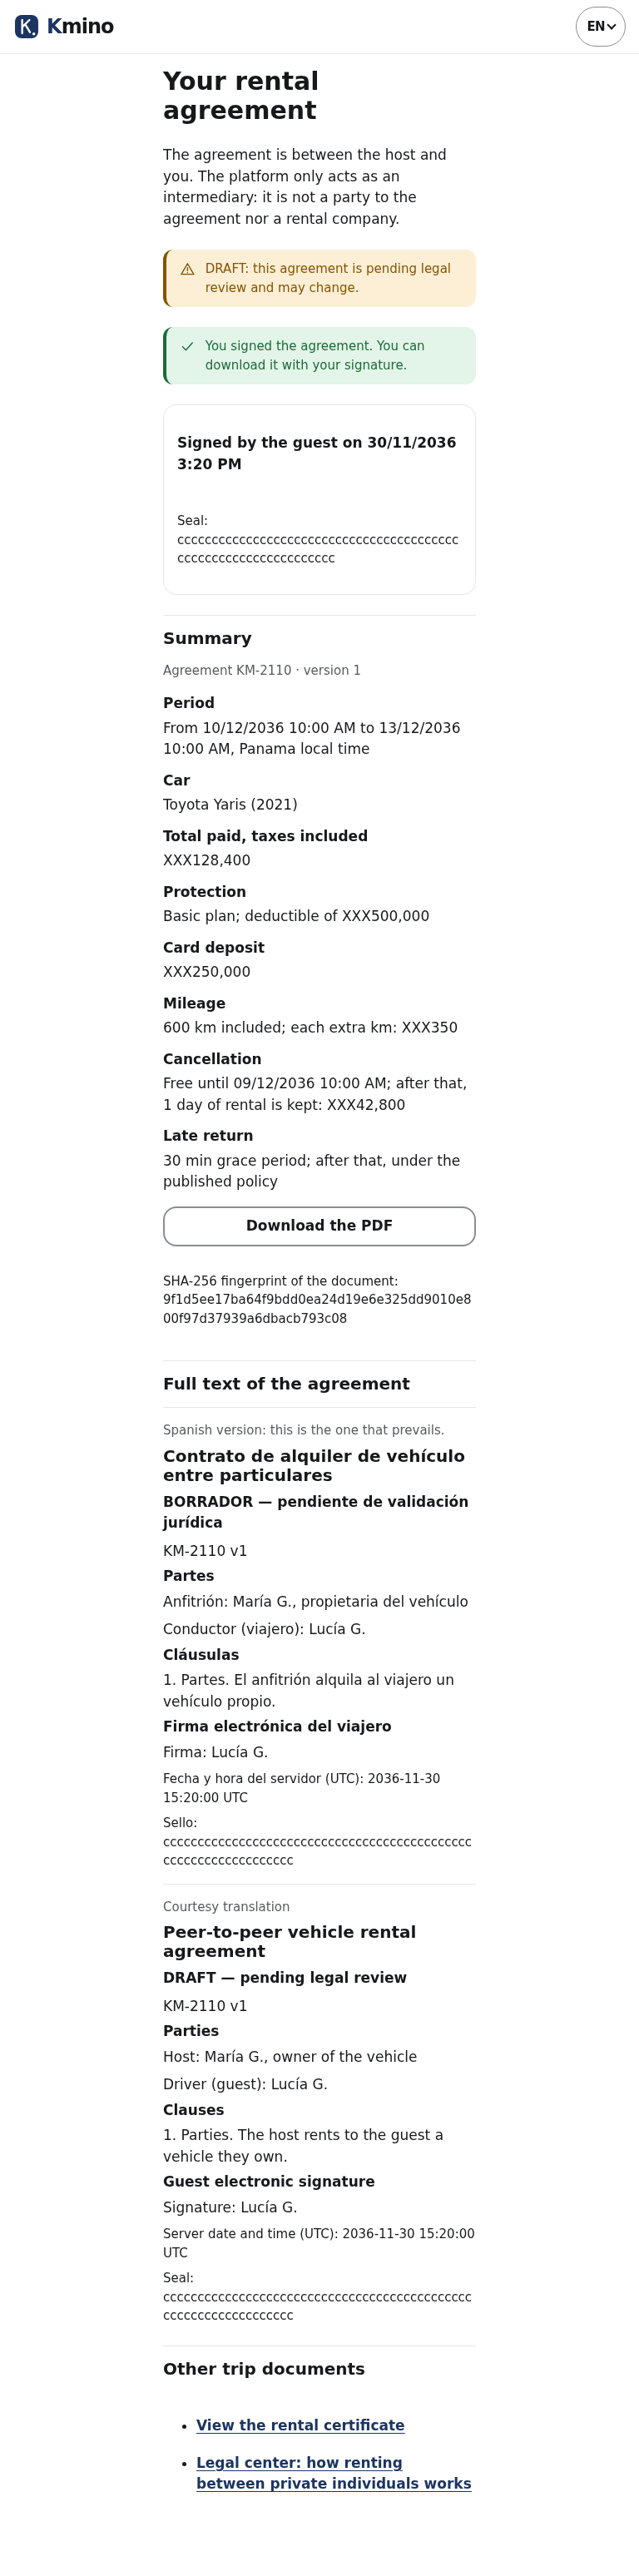 K. Kmino
EN
Your rental
agreement
The agreement is between the host and
you. The platform only acts as an
intermediary: it is not a party to the
agreement nor a rental company.
DRAFT: this agreement is pending legal
review and may change.
You signed the agreement. You can
download it with your signature.
Signed by the guest on 30/11/2036
3:20 PM
Seal:
ccccccccccccccccccccccccccccccccccccccccc
ccccccccccccccccccccccc
Summary
Agreement KM-2110 · version 1
Period
From 10/12/2036 10:00 AM to 13/12/2036
10:00 AM, Panama local time
Car
Toyota Yaris (2021)
Total paid, taxes included
XXX128,400
Protection
Basic plan; deductible of XXX500,000
Card deposit
XXX250,000
Mileage
600 km included; each extra km: XXX350
Cancellation
Free until 09/12/2036 10:00 AM; after that,
1 day of rental is kept: XXX42,800
Late return
30 min grace period; after that, under the
published policy
Download the PDF
SHA-256 fingerprint of the document:
9f1d5ee17ba64f9bdd0ea24d19e6e325dd9010e8
00f97d37939a6dbacb793c08
Full text of the agreement
Spanish version: this is the one that prevails.
Contrato de alquiler de vehículo
entre particulares
BORRADOR — pendiente de validación
jurídica
KM-2110 v1
Partes
Anfitrión: María G., propietaria del vehículo
Conductor (viajero): Lucía G.
Cláusulas
1. Partes. El anfitrión alquila al viajero un
vehículo propio.
Firma electrónica del viajero
Firma: Lucía G.
Fecha y hora del servidor (UTC): 2036-11-30
15:20:00 UTC
Sello:
ccccccccccccccccccccccccccccccccccccccccccccc
ccccccccccccccccccc
Courtesy translation
Peer-to-peer vehicle rental
agreement
DRAFT — pending legal review
KM-2110 v1
Parties
Host: María G., owner of the vehicle
Driver (guest): Lucía G.
Clauses
1. Parties. The host rents to the guest a
vehicle they own.
Guest electronic signature
Signature: Lucía G.
Server date and time (UTC): 2036-11-30 15:20:00
UTC
Seal:
ccccccccccccccccccccccccccccccccccccccccccccc
ccccccccccccccccccc
Other trip documents
View the rental certificate
Legal center: how renting
between private individuals works